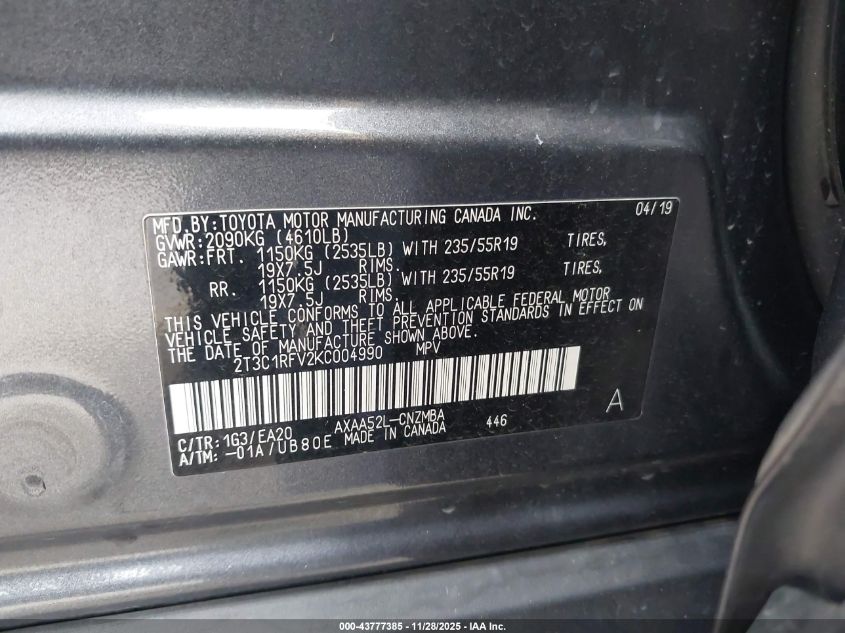 MFD.BY:TOYOTA MOTOR MANUFACTURING CANADA INC. 04/19
GVWR:2090KG (4610LB)
GAWR:FRT. 1150KG (2535LB) WITH 235/55R19 TIRES,
19X7.5J RIMS.
RR. 1150KG (2535LB) WITH 235/55R19 TIRES,
19X7.5J RIMS.
THIS VEHICLE CONFORMS TO ALL APPLICABLE FEDERAL MOTOR
VEHICLE SAFETY AND THEFT PREVENTION STANDARDS IN EFFECT ON
THE DATE OF MANUFACTURE SHOWN ABOVE.
2T3C1RFV2KC004990 MPV
A
C/TR: 1G3/EA20 AXAA52L-CNZMBA 446
A/TM: -01A/UB80E MADE IN CANADA
000-43777385 - 11/28/2025 - IAA Inc.